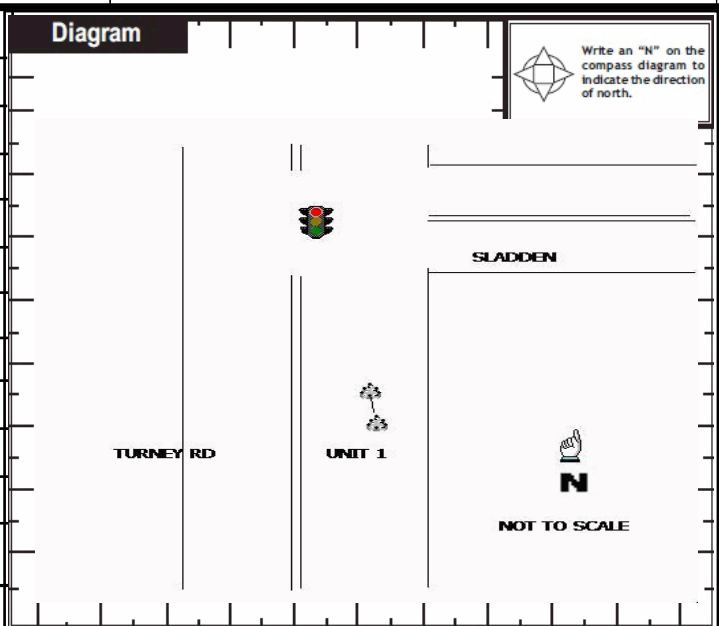 Diagram
Write an “N” on the
compass diagram to
indicate the direction
of north.
SLADDEN
TURNEY RD
UNIT 1
N
NOT TO SCALE